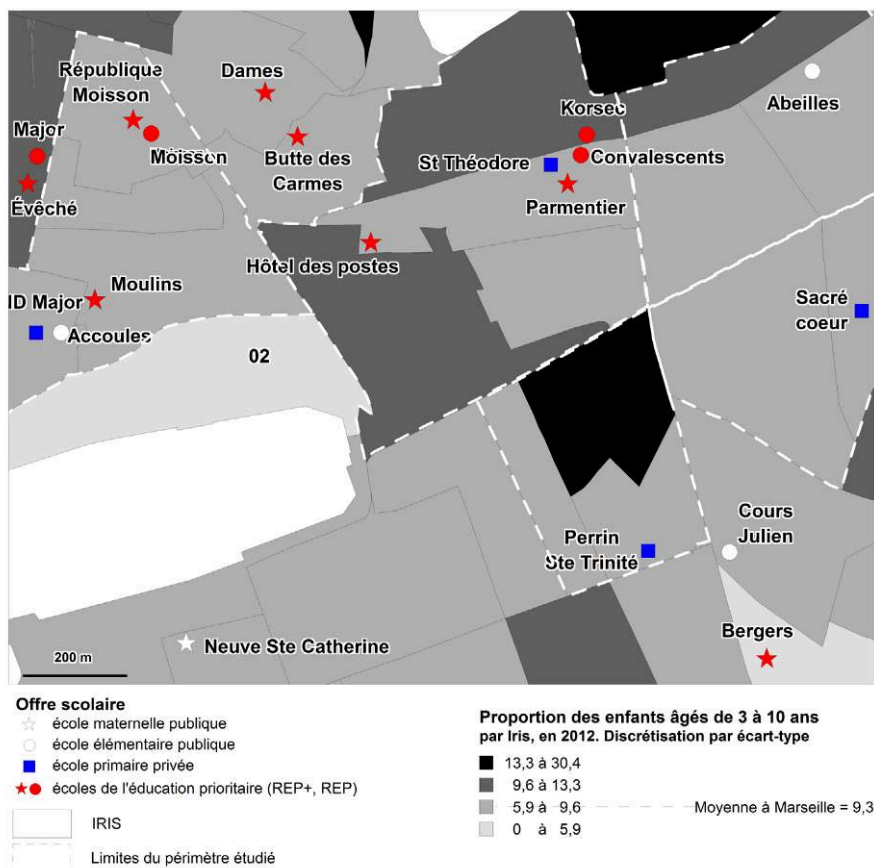 République
Moisson
Dames
Major
Moisson
Butte des
Carmes
Korsec
Convalescents
St Théodore
Parmentier
Abeilles
Évêché
Hôtel des postes
Moulins
ID Major
Accoules
02
Sacré
coeur
Cours
Julien
Perrin
Ste Trinité
Neuve Ste Catherine
Bergers
200 m
Offre scolaire
école maternelle publique
école élémentaire publique
école primaire privée
écoles de l'éducation prioritaire (REP+, REP)
IRIS
Limites du périmètre étudié
Proportion des enfants âgés de 3 à 10 ans
par Iris, en 2012. Discrétisation par écart-type
13,3 à 30,4
9,6 à 13,3
5,9 à 9,6 Moyenne à Marseille = 9,3
0 à 5,9